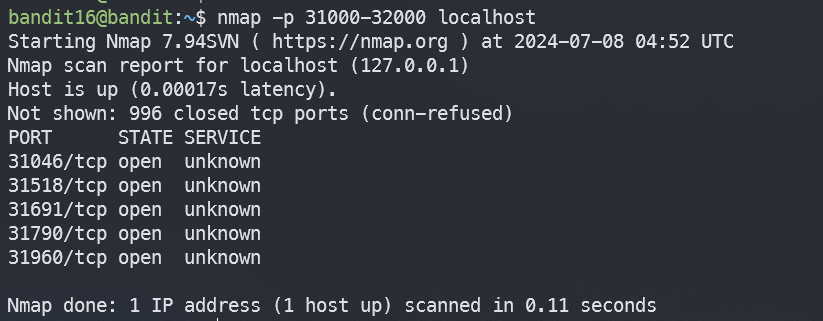 bandit16@bandit:~$ nmap -p 31000-32000 localhost
Starting Nmap 7.94SVN ( https://nmap.org ) at 2024-07-08 04:52 UTC
Nmap scan report for localhost (127.0.0.1)
Host is up (0.00017s latency).
Not shown: 996 closed tcp ports (conn-refused)
PORT      STATE SERVICE
31046/tcp open  unknown
31518/tcp open  unknown
31691/tcp open  unknown
31790/tcp open  unknown
31960/tcp open  unknown
Nmap done: 1 IP address (1 host up) scanned in 0.11 seconds